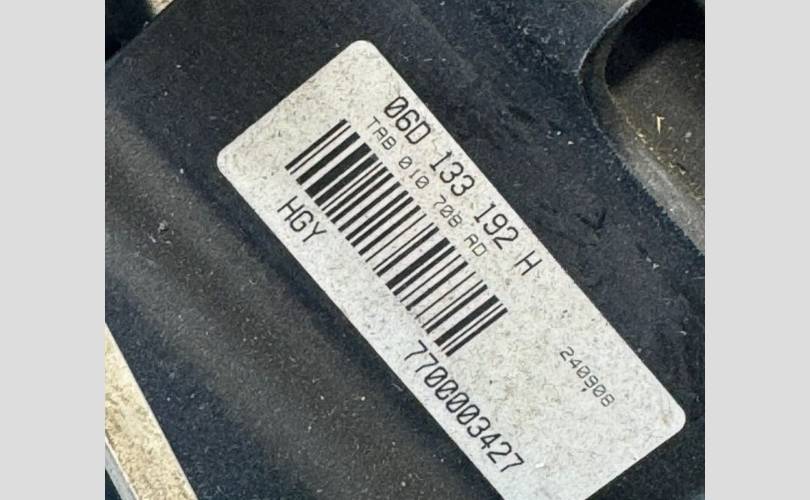 06D 133 192 H
TAB 010 708 AD
HGY
7700003427
240908